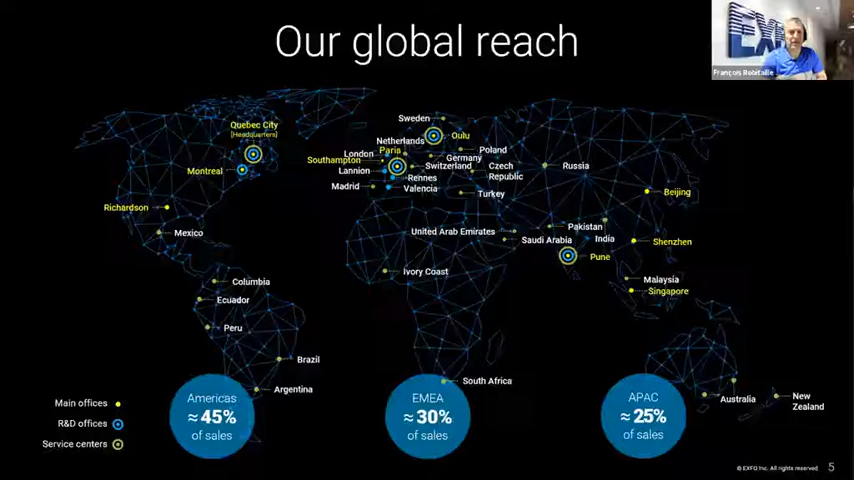 Our global reach
EXFO
François Robitaille
Sweden
Quebec City
(Headquarters)
Oulu
Netherlands
Paris
London
Poland
Germany
Southampton
Switzerland
Czech
Republic
Russia
Montreal
Lannion
Rennes
Madrid
Valencia
Turkey
Beijing
Richardson
Mexico
United Arab Emirates
Pakistan
India
Saudi Arabia
Shenzhen
Pune
Ivory Coast
Columbia
Malaysia
Singapore
Ecuador
Peru
Brazil
Argentina
South Africa
Australia
New
Zealand
Main offices
R&D offices
Service centers
Americas
≈ 45%
of sales
EMEA
≈ 30%
of sales
APAC
≈ 25%
of sales
© EXFO Inc. All rights reserved.
5